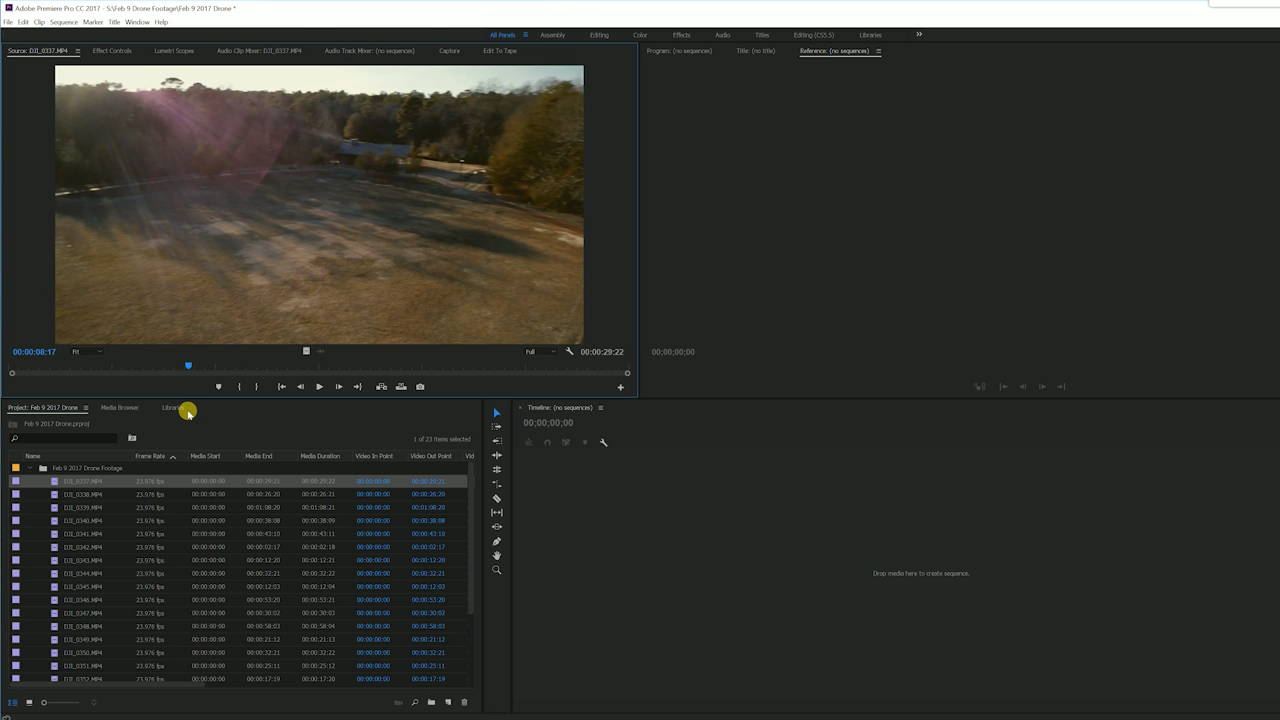 Adobe Premiere Pro CC 2017 - S:\Feb 9 Drone Footage\Feb 9 2017 Drone *
File Edit Clip Sequence Marker Title Window Help
All Panels Assembly Editing Color Effects Audio Titles Editing (CS5.5) Libraries
Source: DJI_0337.MP4 Effect Controls Lumetri Scopes Audio Clip Mixer: DJI_0337.MP4 Audio Track Mixer: (no sequences) Capture Edit To Tape
Program: (no sequences) Title: (no title) Reference: (no sequences)
00:00:08:17 Fit Full 00:00:29:22
00;00;00;00
Project: Feb 9 2017 Drone Media Browser Libraries
Timeline: (no sequences)
Feb 9 2017 Drone.prproj
00;00;00;00
1 of 23 items selected
Name Frame Rate Media Start Media End Media Duration Video In Point Video Out Point Vid
Feb 9 2017 Drone Footage
DJI_0337.MP4 23.976 fps 00:00:00:00 00:00:29:21 00:00:29:22 00:00:00:00 00:00:29:21
DJI_0338.MP4 23.976 fps 00:00:00:00 00:00:26:20 00:00:26:21 00:00:00:00 00:00:26:20
DJI_0339.MP4 23.976 fps 00:00:00:00 00:01:08:20 00:01:08:21 00:00:00:00 00:01:08:20
DJI_0340.MP4 23.976 fps 00:00:00:00 00:00:38:08 00:00:38:09 00:00:00:00 00:00:38:08
DJI_0341.MP4 23.976 fps 00:00:00:00 00:00:43:10 00:00:43:11 00:00:00:00 00:00:43:10
DJI_0342.MP4 23.976 fps 00:00:00:00 00:00:02:17 00:00:02:18 00:00:00:00 00:00:02:17
DJI_0343.MP4 23.976 fps 00:00:00:00 00:00:12:20 00:00:12:21 00:00:00:00 00:00:12:20
DJI_0344.MP4 23.976 fps 00:00:00:00 00:00:32:21 00:00:32:22 00:00:00:00 00:00:32:21
DJI_0345.MP4 23.976 fps 00:00:00:00 00:00:12:03 00:00:12:04 00:00:00:00 00:00:12:03
DJI_0346.MP4 23.976 fps 00:00:00:00 00:00:53:20 00:00:53:21 00:00:00:00 00:00:53:20
DJI_0347.MP4 23.976 fps 00:00:00:00 00:00:30:02 00:00:30:03 00:00:00:00 00:00:30:02
DJI_0348.MP4 23.976 fps 00:00:00:00 00:00:58:03 00:00:58:04 00:00:00:00 00:00:58:03
DJI_0349.MP4 23.976 fps 00:00:00:00 00:00:21:12 00:00:21:13 00:00:00:00 00:00:21:12
DJI_0350.MP4 23.976 fps 00:00:00:00 00:00:32:21 00:00:32:22 00:00:00:00 00:00:32:21
DJI_0351.MP4 23.976 fps 00:00:00:00 00:00:25:11 00:00:25:12 00:00:00:00 00:00:25:11
DJI_0352.MP4 23.976 fps 00:00:00:00 00:00:17:19 00:00:17:20 00:00:00:00 00:00:17:19
Drop media here to create sequence.